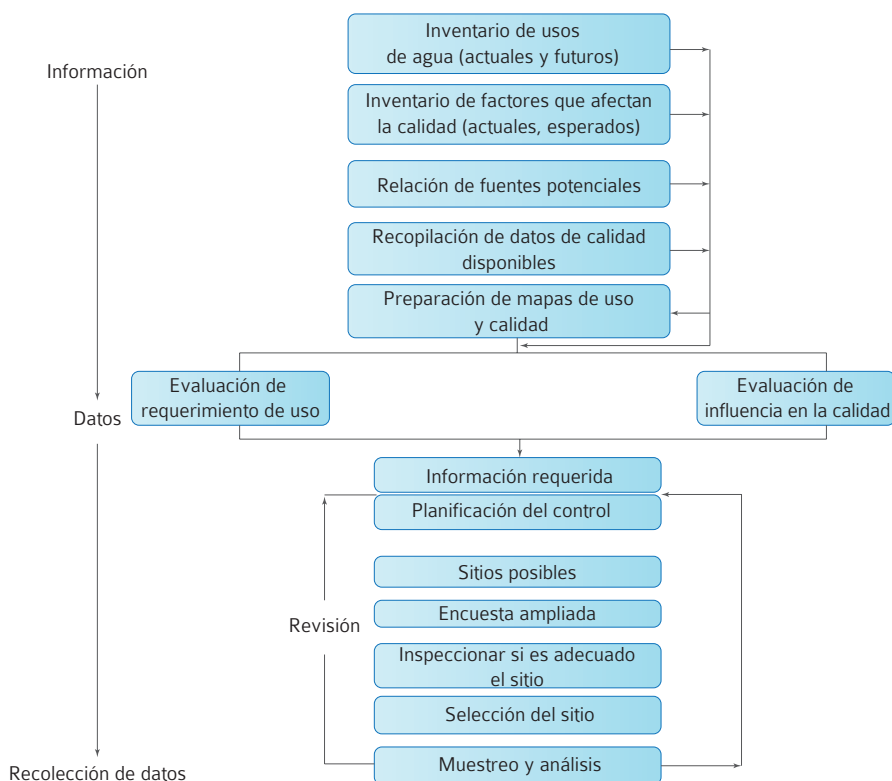 Inventario de usos
de agua (actuales y futuros)
Información
Inventario de factores que afectan
la calidad (actuales, esperados)
Relación de fuentes potenciales
Recopilación de datos de calidad
disponibles
Preparación de mapas de uso
y calidad
Evaluación de
requerimiento de uso
Evaluación de
influencia en la calidad
Datos
Información requerida
Planificación del control
Sitios posibles
Encuesta ampliada
Revisión
Inspeccionar si es adecuado
el sitio
Selección del sitio
Muestreo y análisis
Recolección de datos